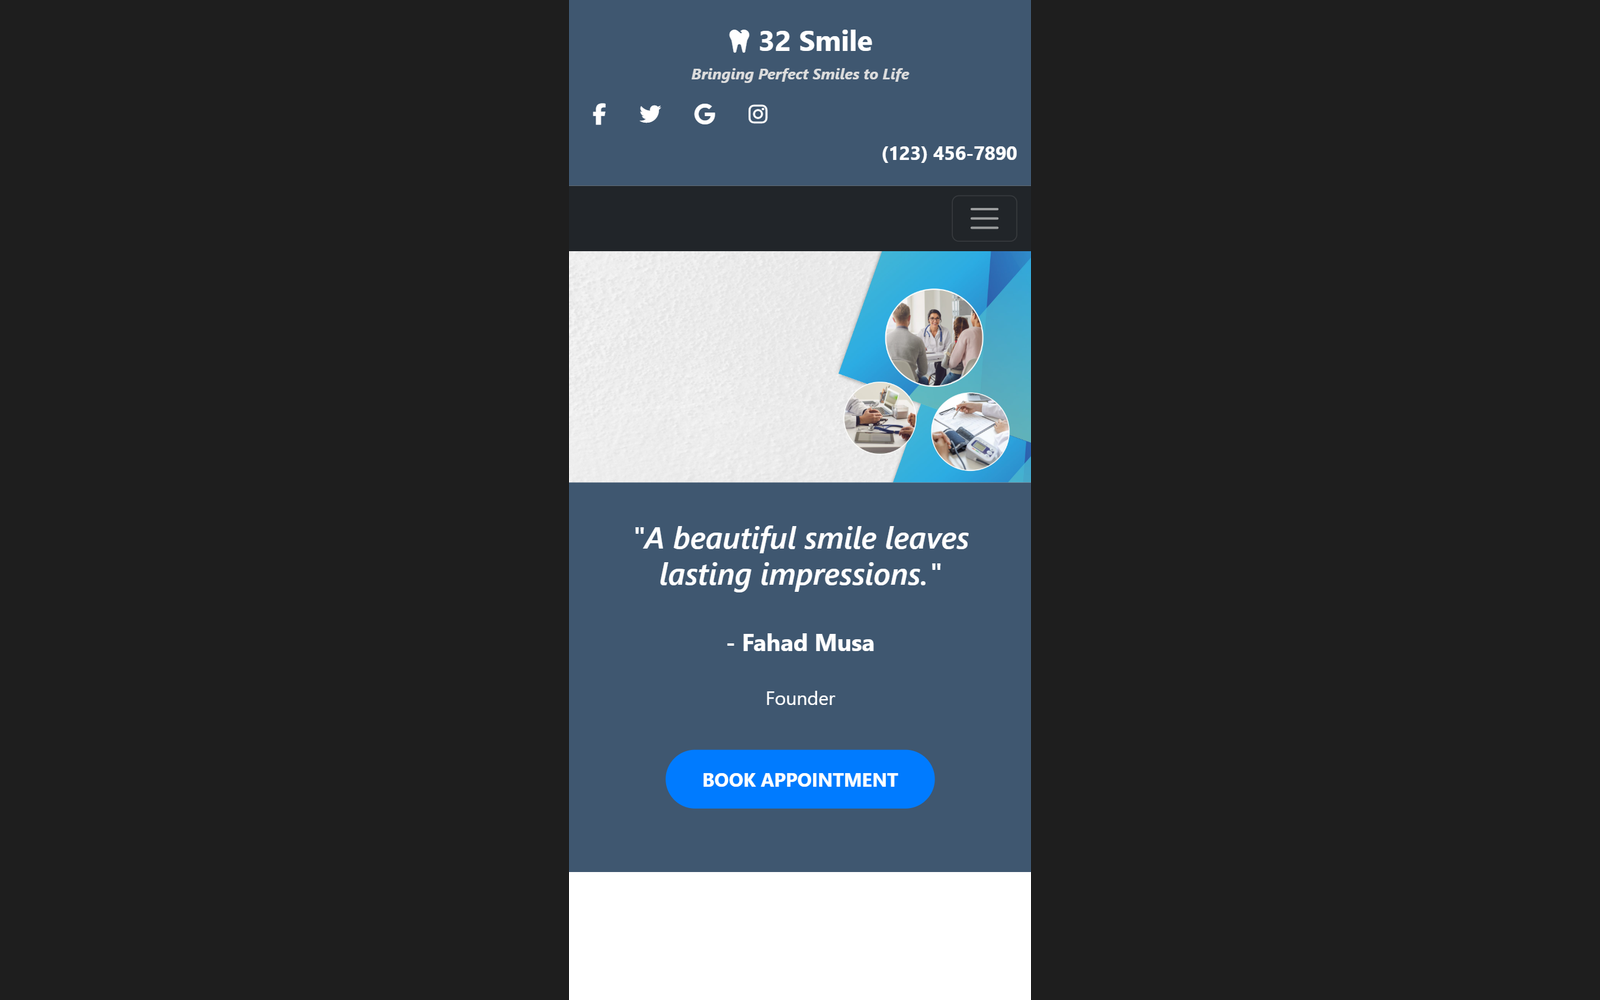 32 Smile
Bringing Perfect Smiles to Life
(123) 456-7890
"A beautiful smile leaves
lasting impressions."
- Fahad Musa
Founder
BOOK APPOINTMENT